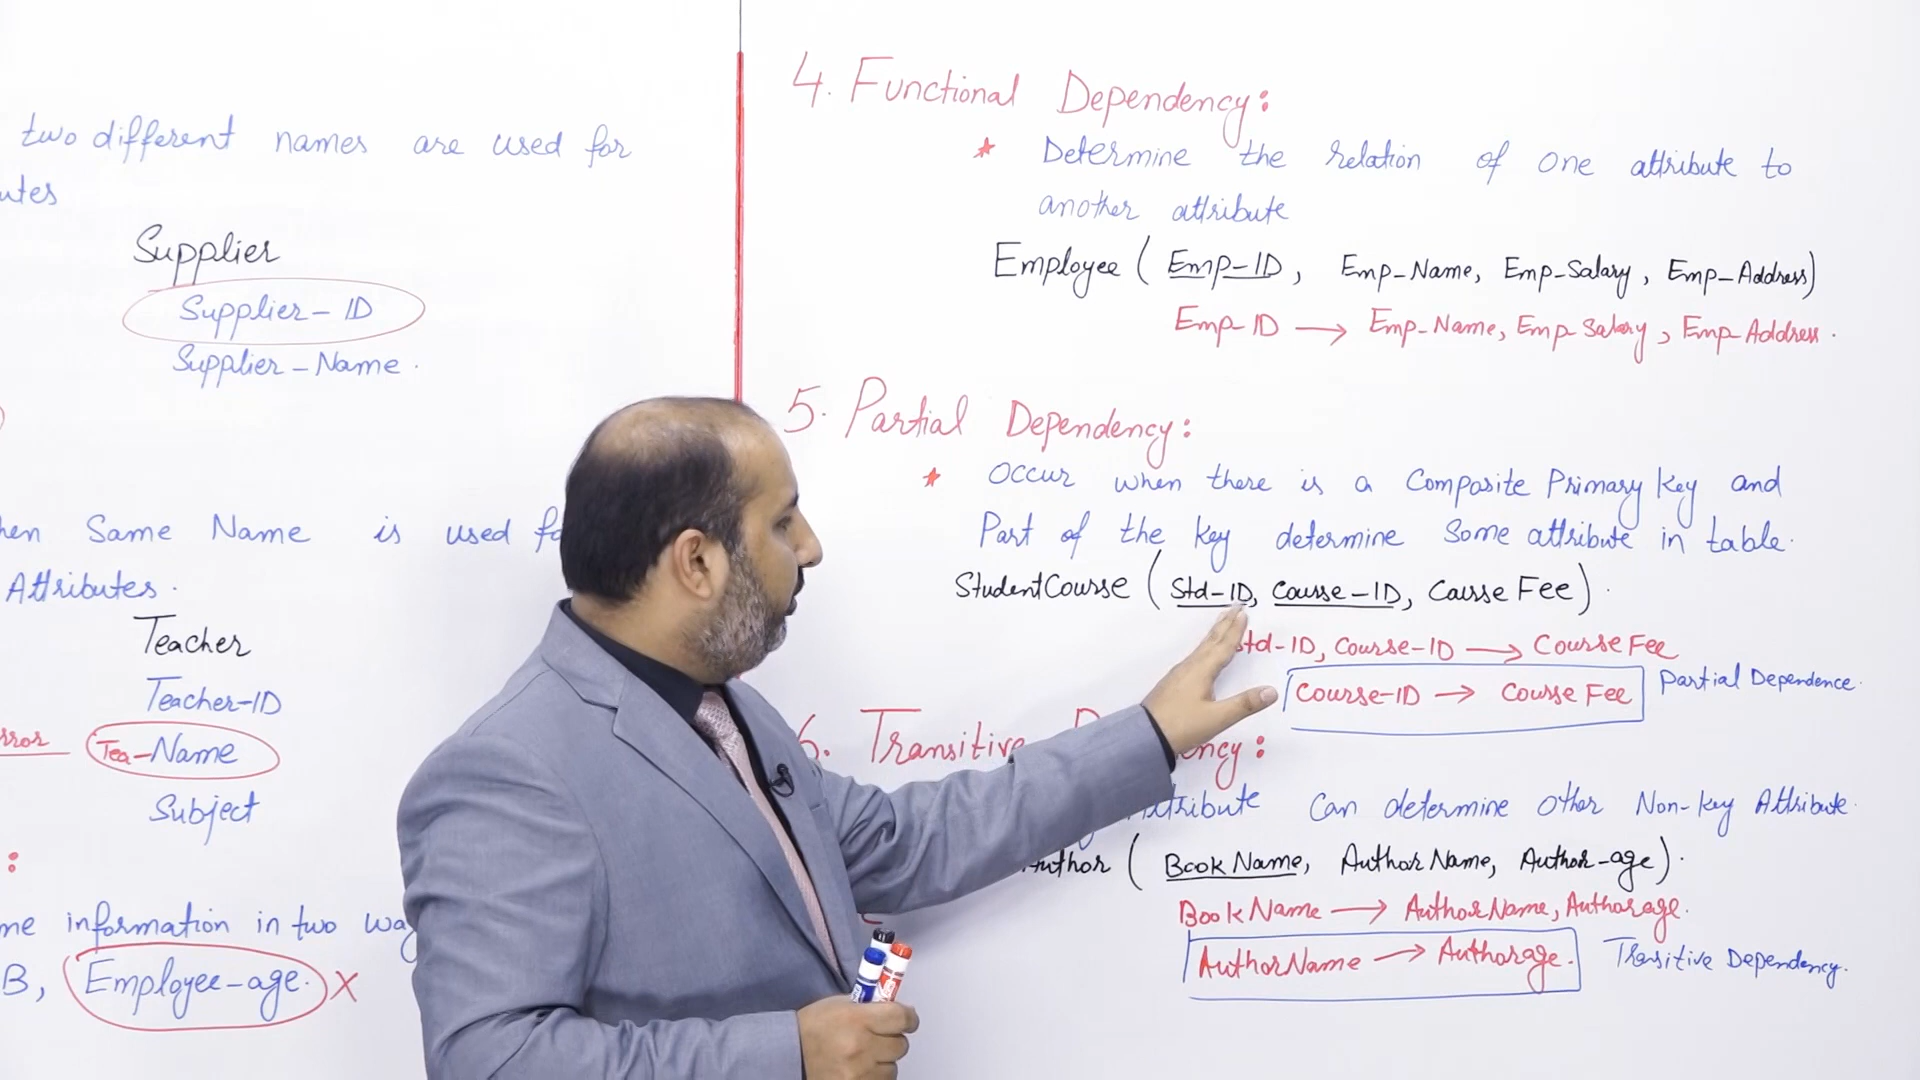 two different names are used for
utes
Supplier
Supplier-ID
Supplier-Name.
hen Same Name is used fo
Attributes.
Teacher
Teacher-ID
rror Tea-Name
Subject
:
me information in two wa
B, Employee-age. X
4. Functional Dependency:
* Determine the relation of one attribute to
another attribute
Employee (Emp-ID, Emp-Name, Emp-Salary, Emp-Address)
Emp-ID → Emp-Name, Emp Salary, Emp-Address.
5. Partial Dependency:
* Occur when there is a Composite Primary Key and
Part of the key determine Some attribute in table.
StudentCourse (Std-ID, Course-ID, Course Fee).
Std-ID, Course-ID → Course Fee
Course-ID → Course Fee Partial Dependence.
6. Transitive D ency:
Attribute Can determine other Non-key Attribute.
Author (Book Name, Author Name, Author-age).
Book Name → Author Name, Author age.
Author Name → Author age. Transitive Dependency.